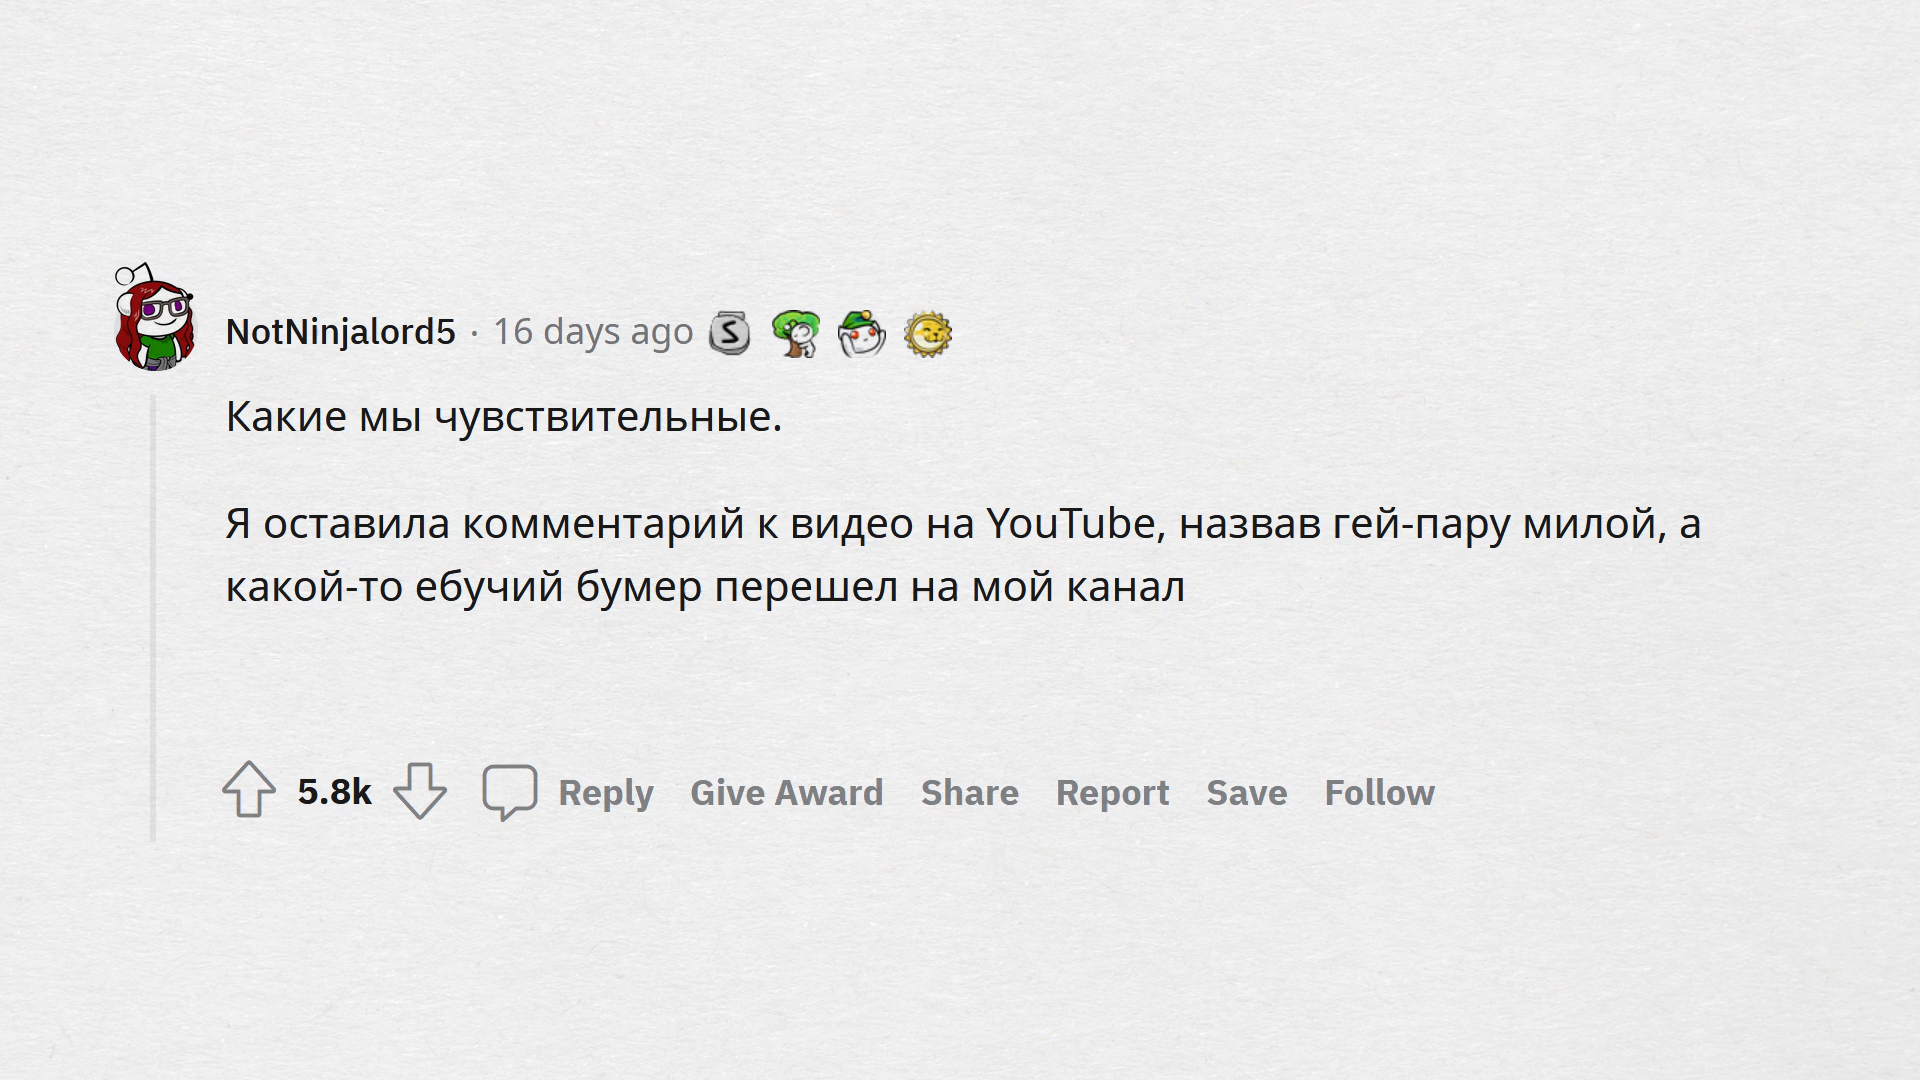 NotNinjalord5 · 16 days ago
Какие мы чувствительные.
Я оставила комментарий к видео на YouTube, назвав гей-пару милой, а
какой-то ебучий бумер перешел на мой канал
5.8k Reply Give Award Share Report Save Follow